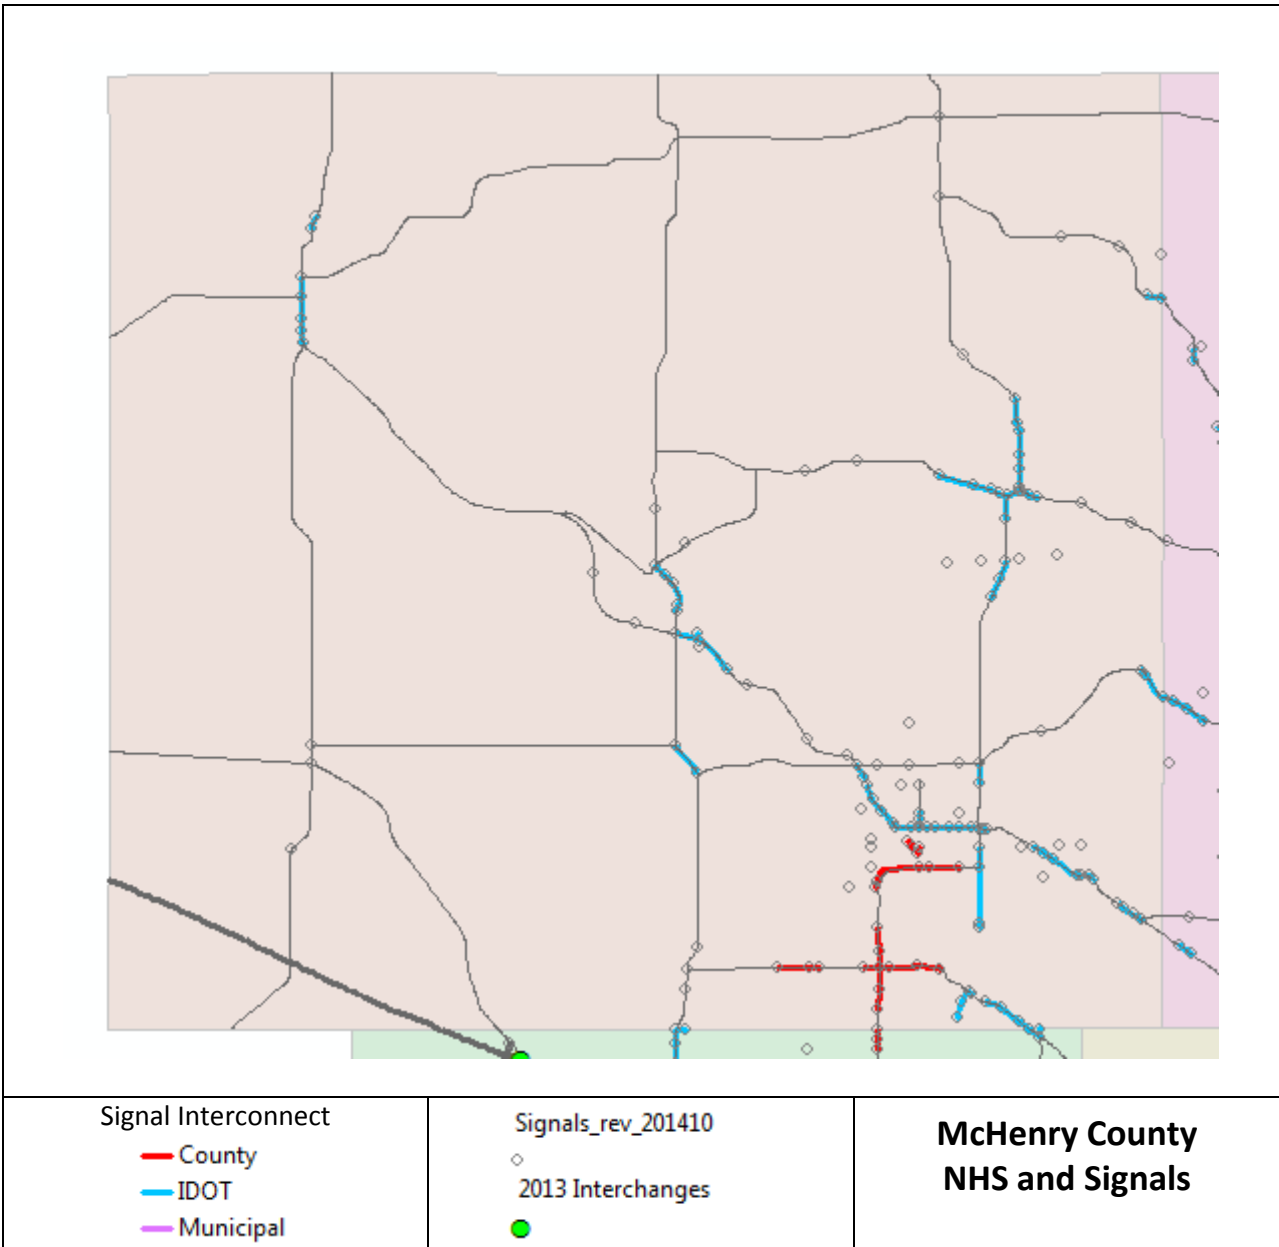 Signal Interconnect
County
IDOT
Municipal
Signals_rev_201410
2013 Interchanges
McHenry County
NHS and Signals